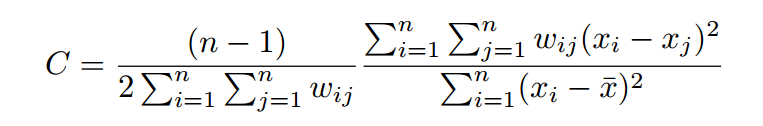 C = \frac{(n-1)}{2\sum_{i=1}^{n}\sum_{j=1}^{n} w_{ij}} \frac{\sum_{i=1}^{n}\sum_{j=1}^{n} w_{ij}(x_i - x_j)^2}{\sum_{i=1}^{n}(x_i - \bar{x})^2}